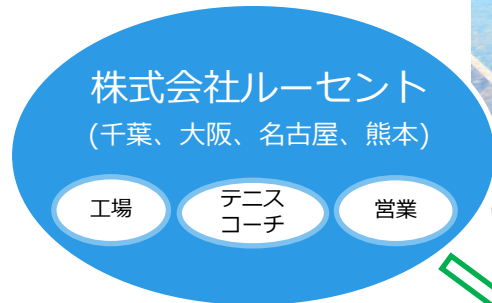 株式会社ルーセント
(千葉、大阪、名古屋、熊本)
工場
テニス
コーチ
営業